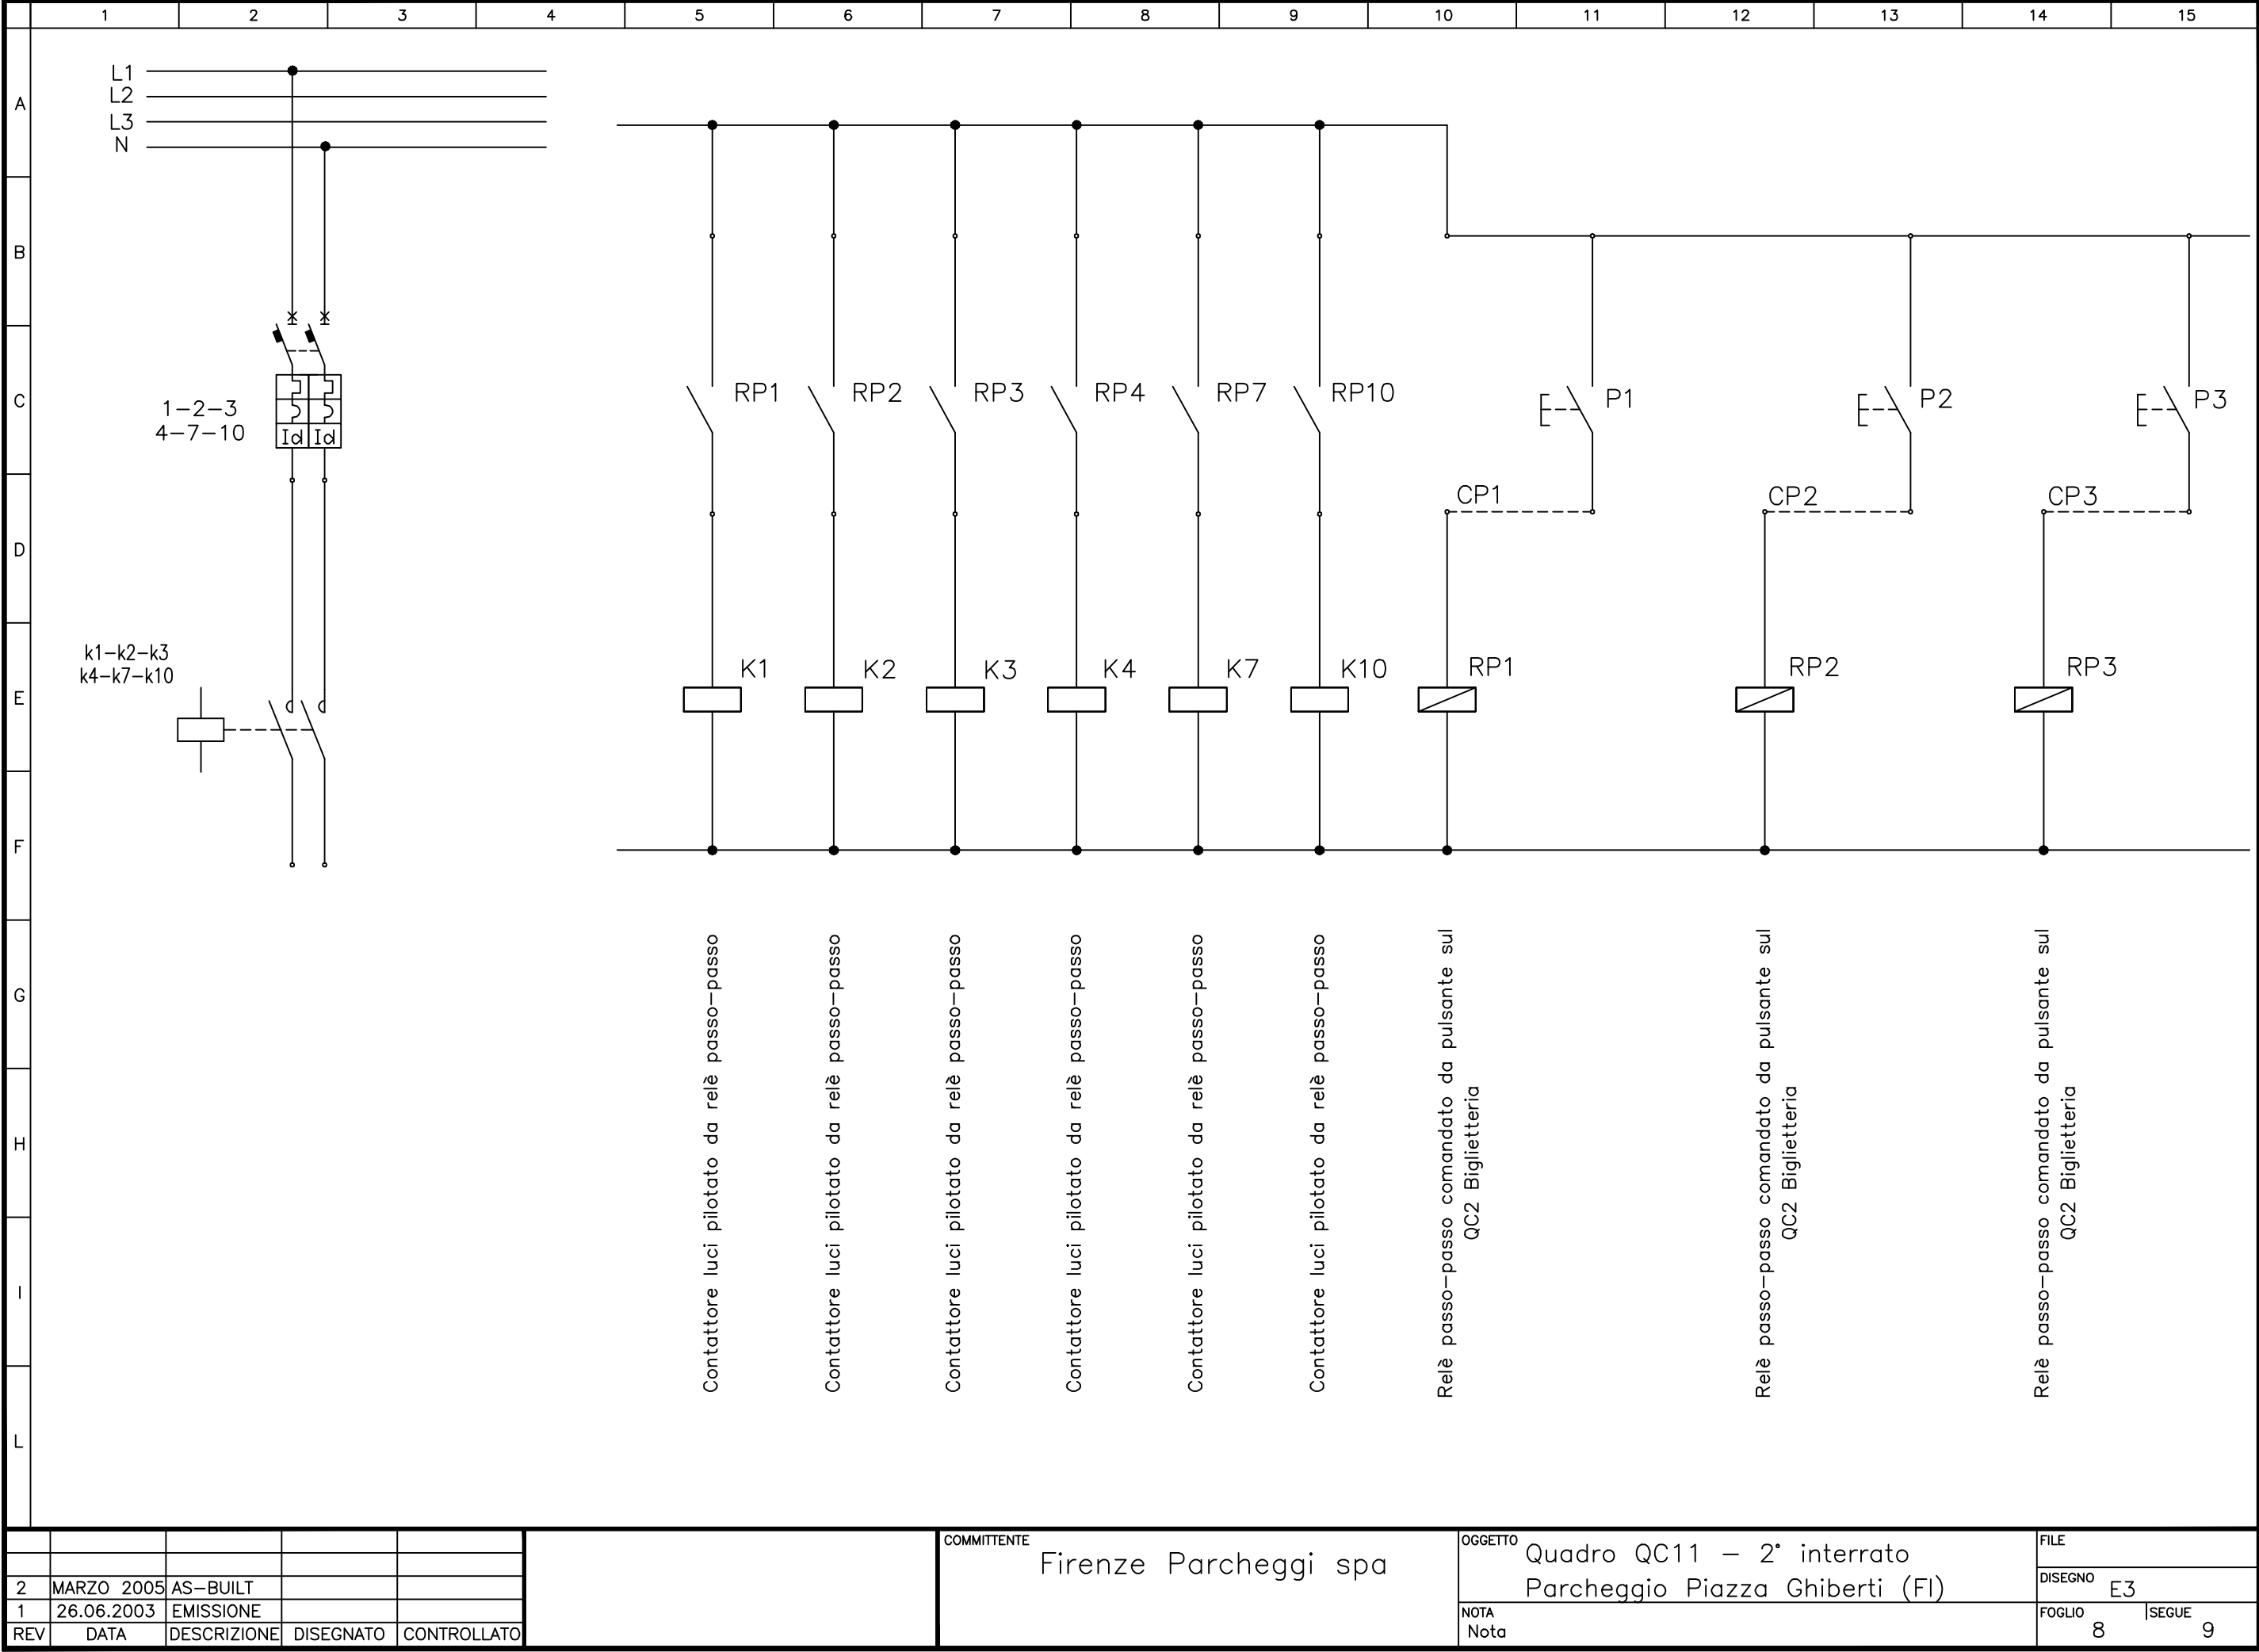 1 2 3 4 5 6 7 8 9 10 11 12 13 14 15
A
B
C
D
E
F
G
H
I
L
L1
L2
L3
N
1-2-3
4-7-10
Id Id
k1-k2-k3
k4-k7-k10
RP1 RP2 RP3 RP4 RP7 RP10 P1 P2 P3
CP1 CP2 CP3
K1 K2 K3 K4 K7 K10 RP1 RP2 RP3
Contattore luci pilotato da relè passo-passo
Contattore luci pilotato da relè passo-passo
Contattore luci pilotato da relè passo-passo
Contattore luci pilotato da relè passo-passo
Contattore luci pilotato da relè passo-passo
Contattore luci pilotato da relè passo-passo
Relè passo-passo comandato da pulsante sul
QC2 Biglietteria
Relè passo-passo comandato da pulsante sul
QC2 Biglietteria
Relè passo-passo comandato da pulsante sul
QC2 Biglietteria
2 MARZO 2005 AS-BUILT
1 26.06.2003 EMISSIONE
REV DATA DESCRIZIONE DISEGNATO CONTROLLATO
COMMITTENTE
Firenze Parcheggi spa
OGGETTO
Quadro QC11 - 2° interrato
Parcheggio Piazza Ghiberti (FI)
NOTA
Nota
FILE
DISEGNO
E3
FOGLIO SEGUE
8 9